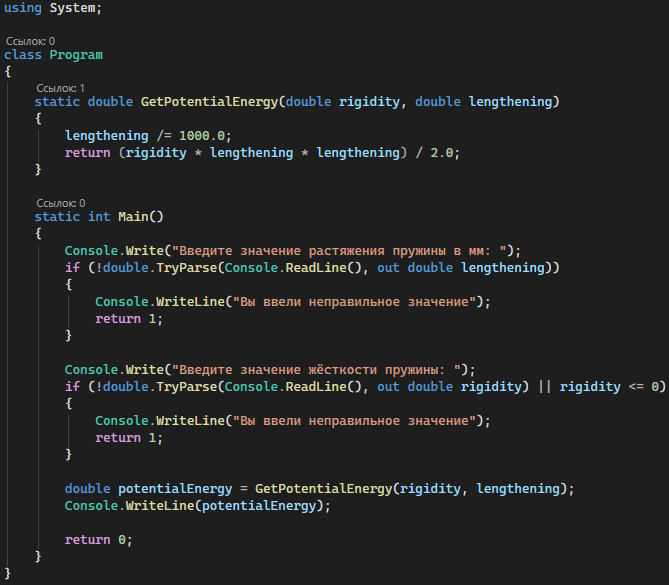 using System;
Ссылок: 0
class Program
{
Ссылок: 1
static double GetPotentialEnergy(double rigidity, double lengthening)
{
lengthening /= 1000.0;
return (rigidity * lengthening * lengthening) / 2.0;
}
Ссылок: 0
static int Main()
{
Console.Write("Введите значение растяжения пружины в мм: ");
if (!double.TryParse(Console.ReadLine(), out double lengthening))
{
Console.WriteLine("Вы ввели неправильное значение");
return 1;
}
Console.Write("Введите значение жёсткости пружины: ");
if (!double.TryParse(Console.ReadLine(), out double rigidity) || rigidity <= 0)
{
Console.WriteLine("Вы ввели неправильное значение");
return 1;
}
double potentialEnergy = GetPotentialEnergy(rigidity, lengthening);
Console.WriteLine(potentialEnergy);
return 0;
}
}